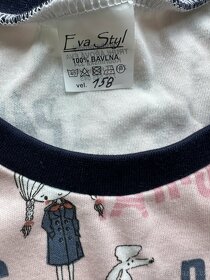 Eva Styl
100% BAVLNA
vel. 158